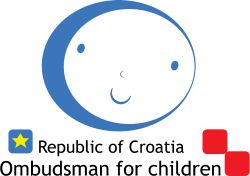 Republic of Croatia
Ombudsman for children